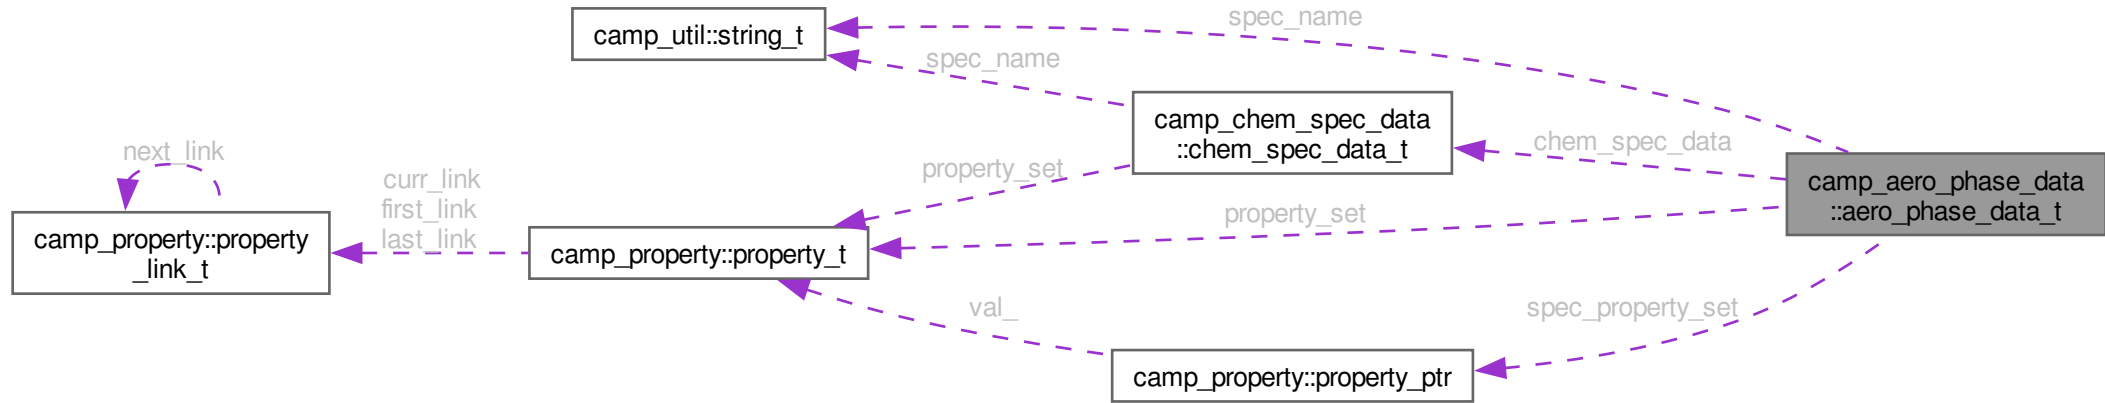 spec_name
camp_util::string_t
spec_name
camp_chem_spec_data
::chem_spec_data_t
chem_spec_data
next_link
property_set
curr_link
first_link
last_link
camp_aero_phase_data
::aero_phase_data_t
property_set
camp_property::property
_link_t
camp_property::property_t
val_
spec_property_set
camp_property::property_ptr